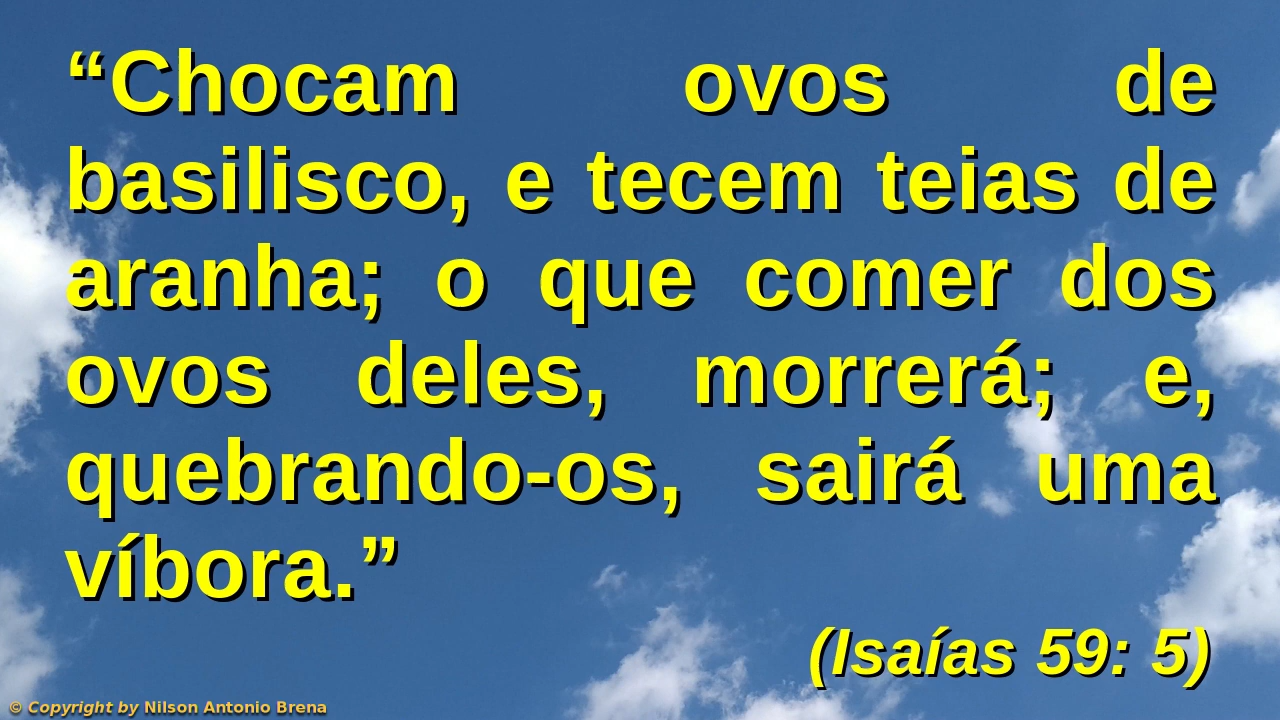 “Chocam ovos de
basilisco, e tecem teias de
aranha; o que comer dos
ovos deles, morrerá; e,
quebrando-os, sairá uma
víbora.”
(Isaías 59: 5)
© Copyright by Nilson Antonio Brena